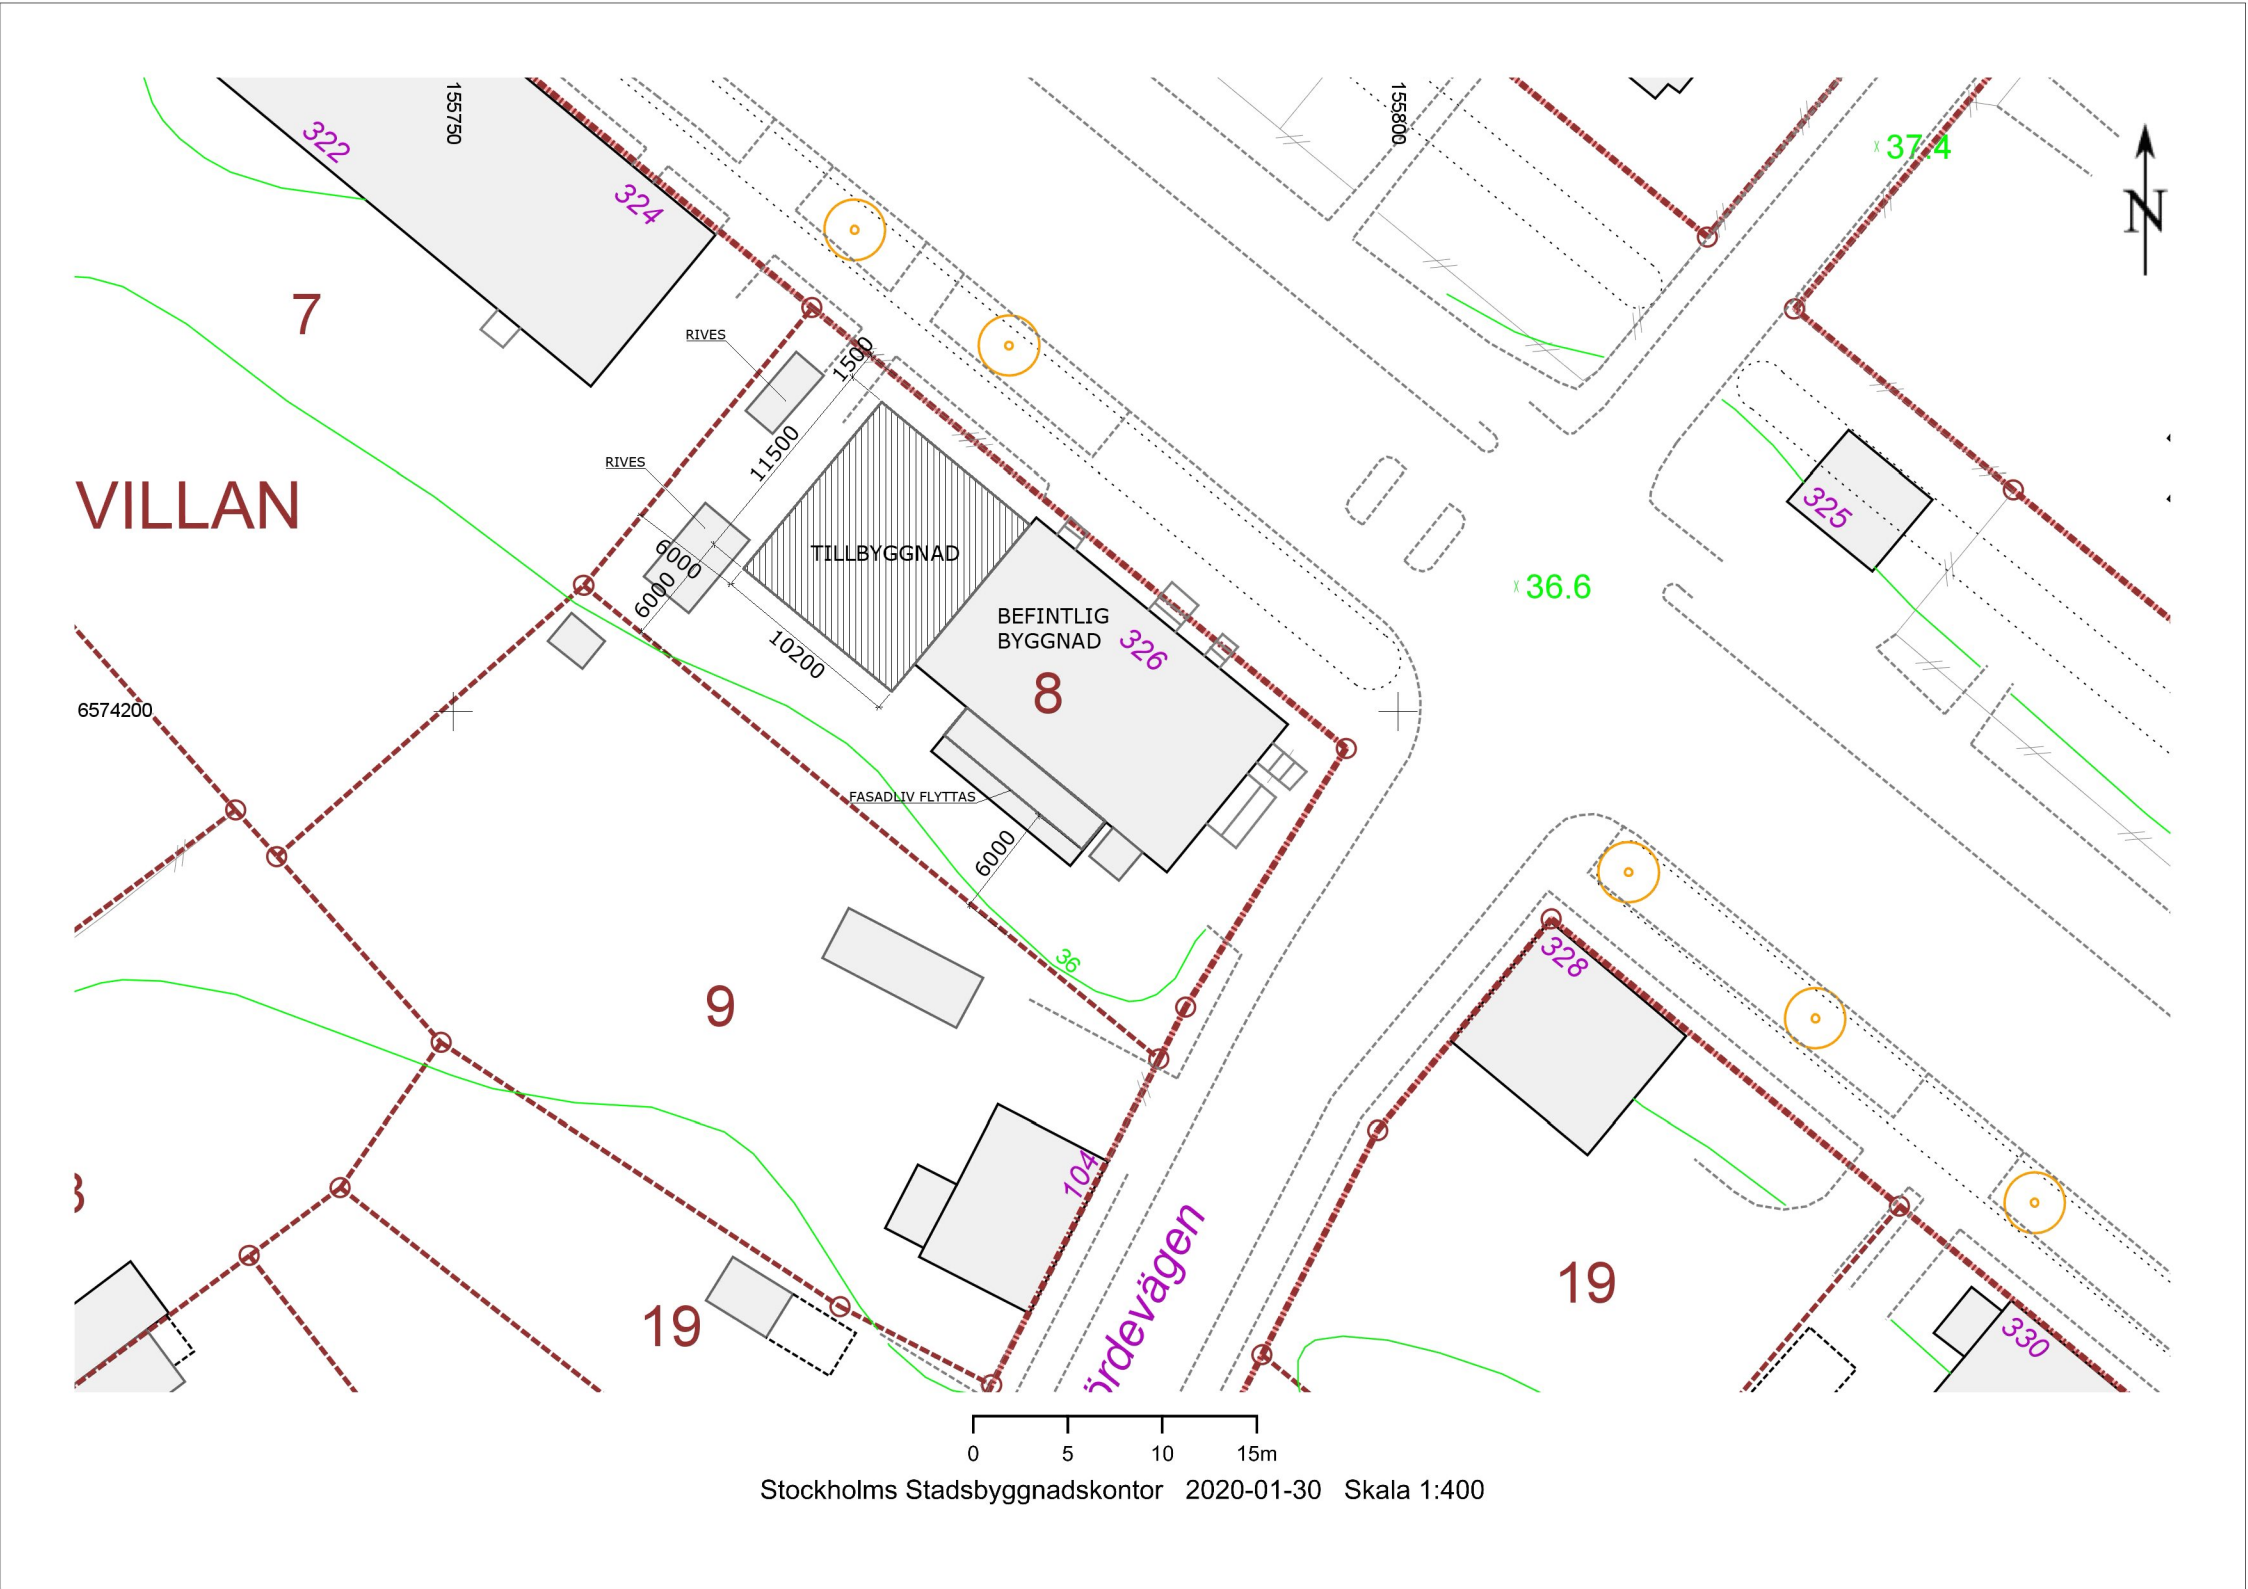 155750
155800
322
324
37.4
N
7
RIVES
1500
11500
RIVES
VILLAN
325
6000
6000
TILLBYGGNAD
36.6
BEFINTLIG
BYGGNAD
326
10200
8
6574200
FASADLIV FLYTTAS
6000
36
328
9
104
19
19
330
0 5 10 15m
Stockholms Stadsbyggnadskontor 2020-01-30 Skala 1:400